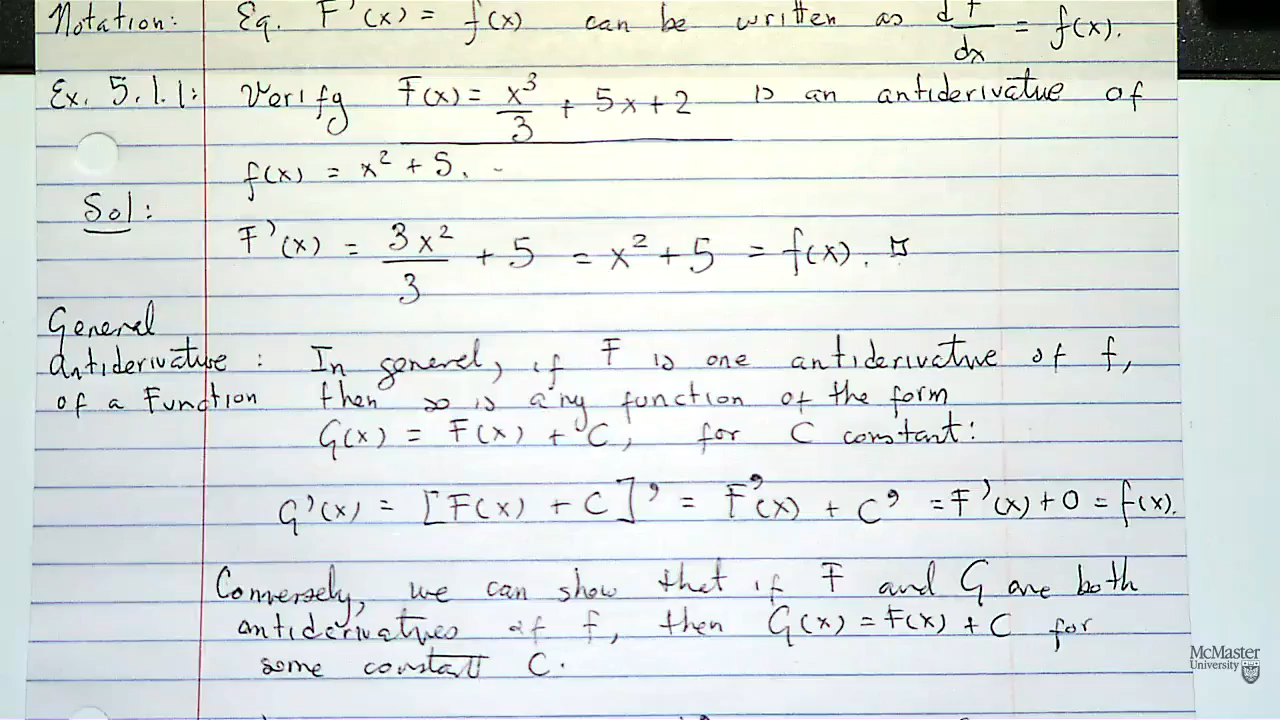 Notation: Eq. F'(x) = f(x) can be written as dF/dx = f(x).
Ex. 5.1.1: Verify F(x) = x³/3 + 5x + 2 is an antiderivative of
f(x) = x² + 5.
Sol:
F'(x) = 3x²/3 + 5 = x² + 5 = f(x).
General
Antiderivative : In general, if F is one antiderivative of f,
of a Function then so is any function of the form
G(x) = F(x) + C, for C constant:
G'(x) = [F(x) + C]' = F'(x) + C' = F'(x) + 0 = f(x).
Conversely, we can show that if F and G are both
antiderivatives of f, then G(x) = F(x) + C for
some constant C.
McMaster
University